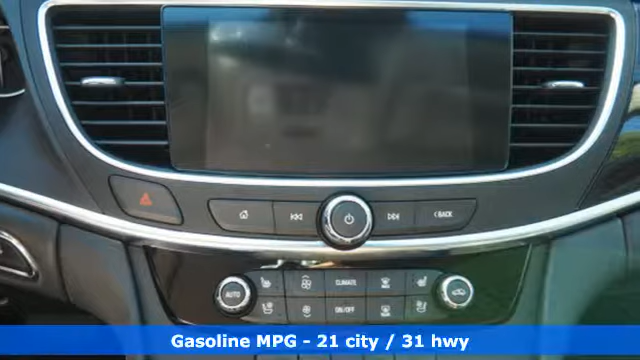 BACK
AUTO
CLIMATE
ON/OFF
Gasoline MPG - 21 city / 31 hwy